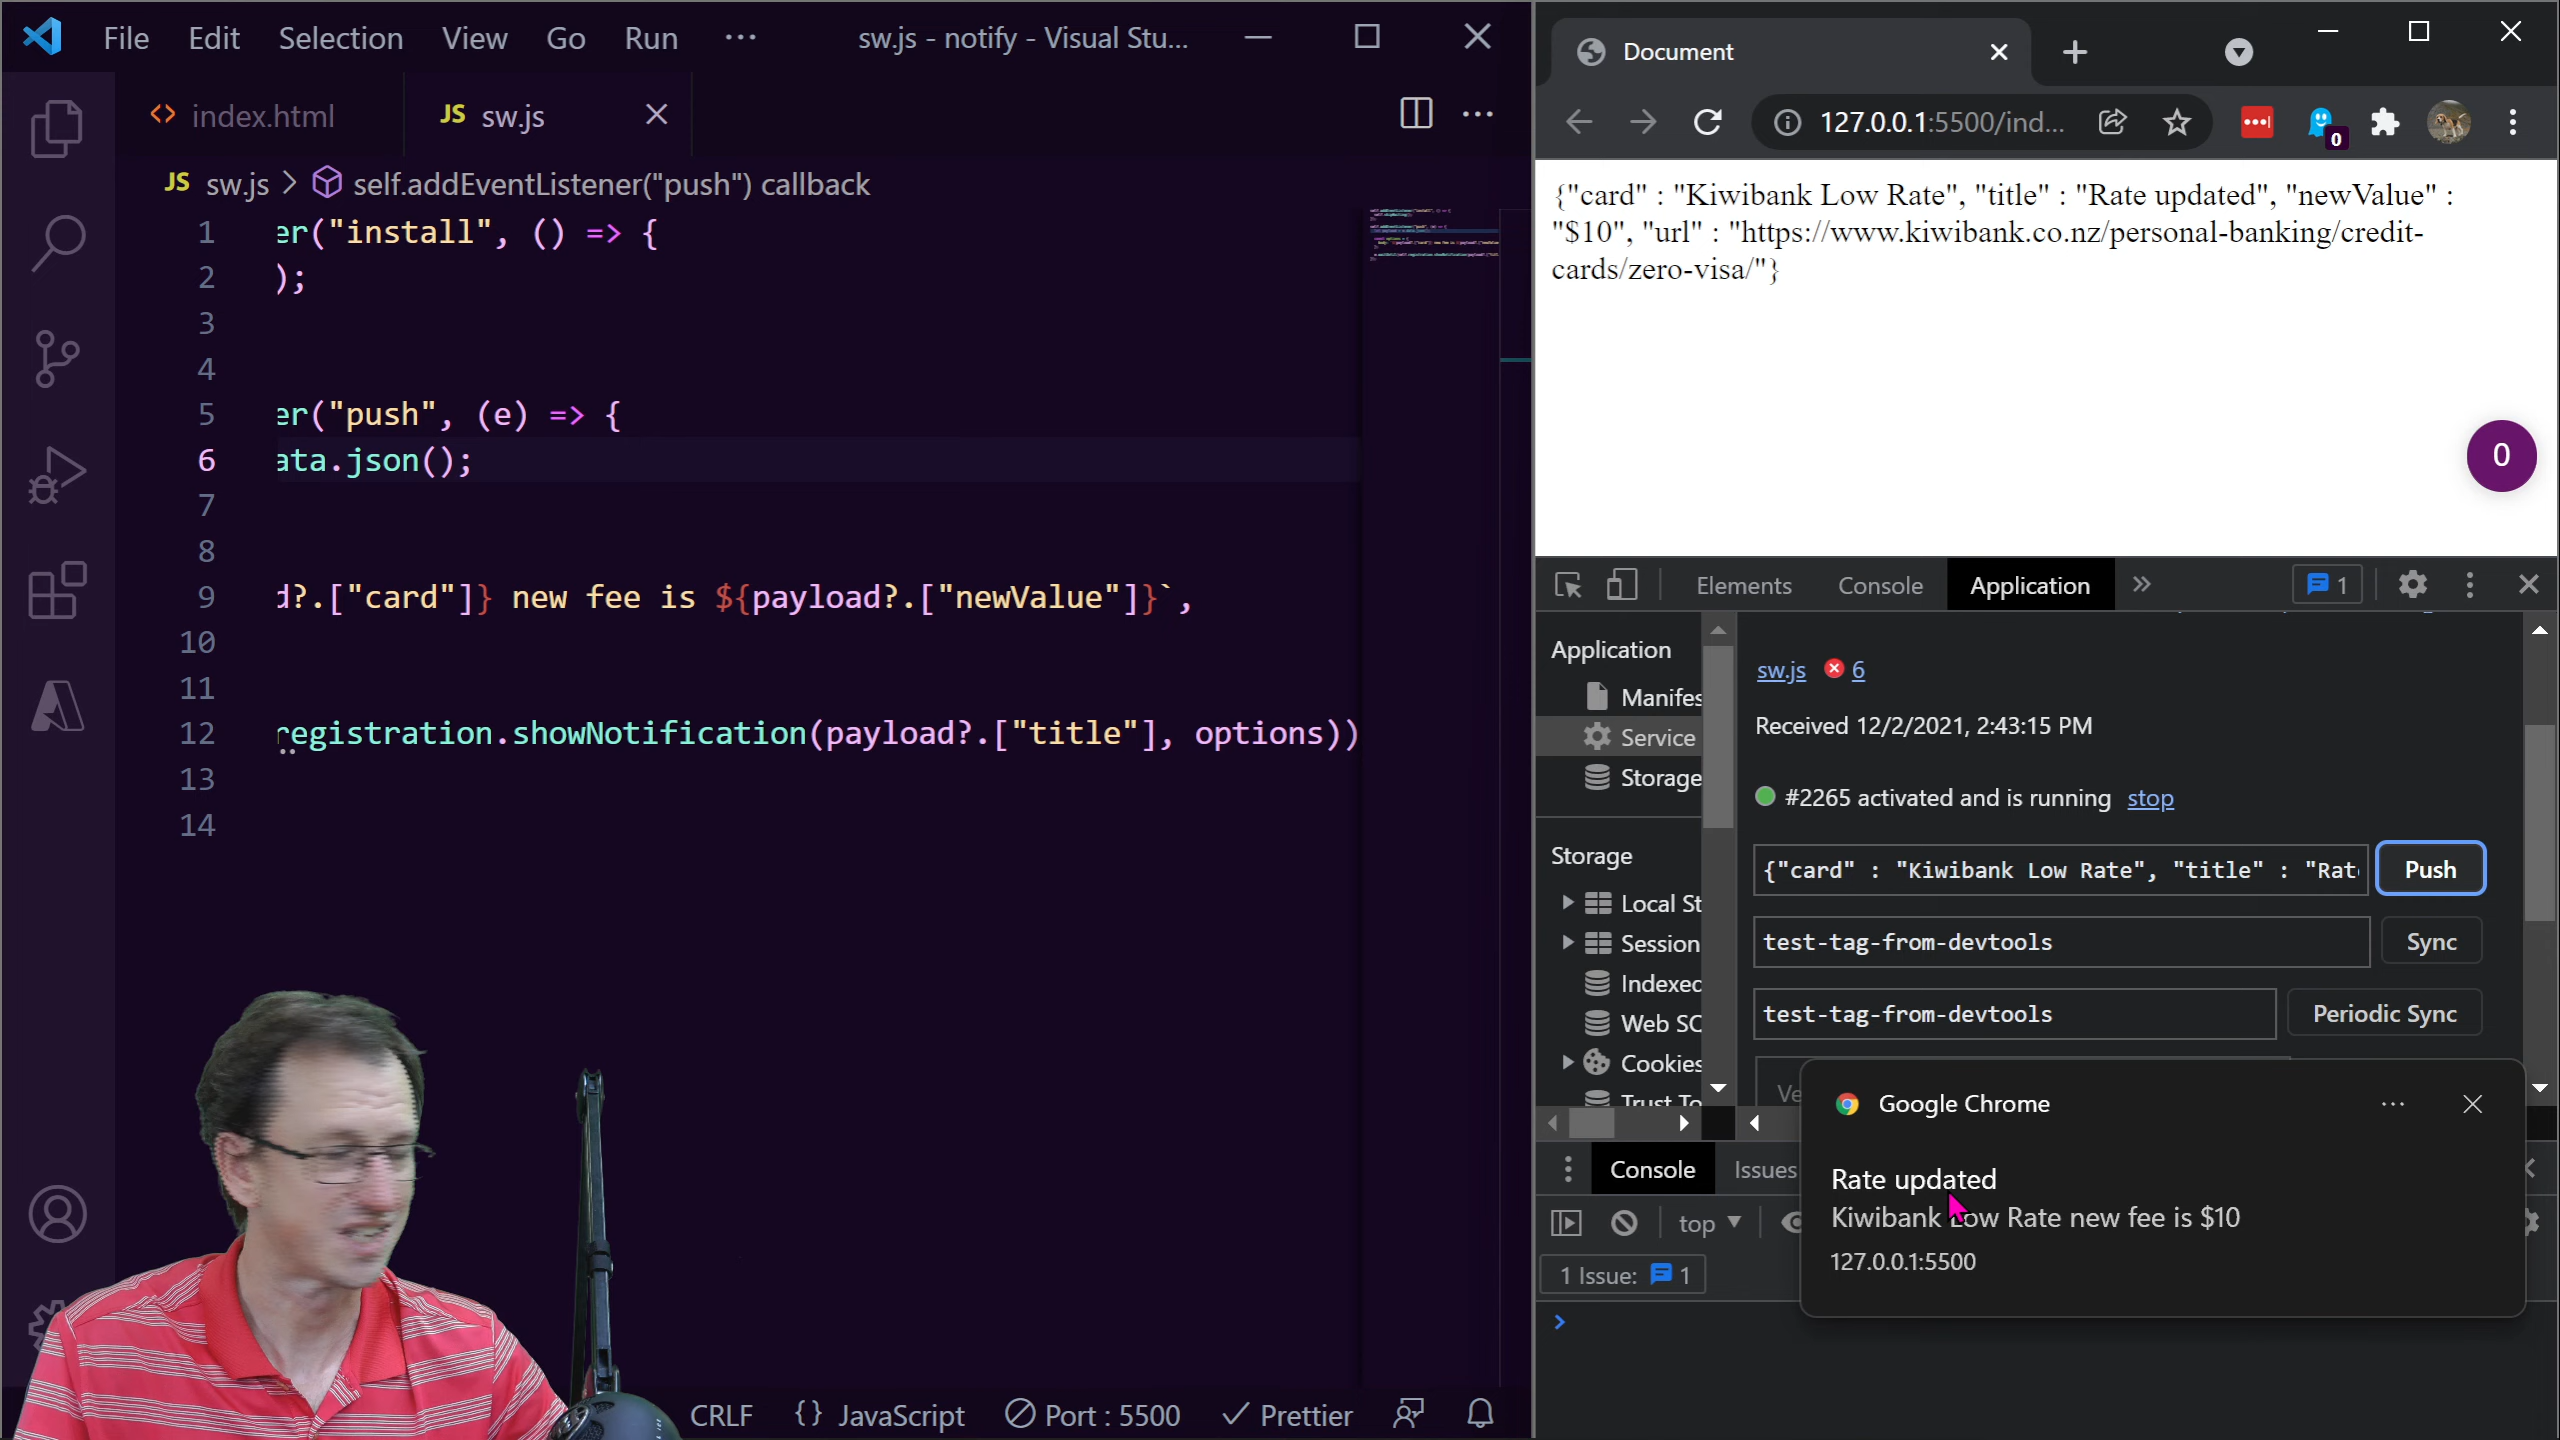 File Edit Selection View Go Run ··· sw.js - notify - Visual Stu...
index.html
JS sw.js
JS sw.js > self.addEventListener("push") callback
1 er("install", () => {
2 );
3
4
5 er("push", (e) => {
6 ata.json();
7
8
9 d?.["card"]} new fee is ${payload?.["newValue"]}`,
10
11
12 registration.showNotification(payload?.["title"], options))
13
14
CRLF {} JavaScript Port : 5500 Prettier
Document
127.0.0.1:5500/ind...
0
{"card" : "Kiwibank Low Rate", "title" : "Rate updated", "newValue" :
"$10", "url" : "https://www.kiwibank.co.nz/personal-banking/credit-
cards/zero-visa/"}
0
Elements Console Application » 1
Application
Manifes
Service
Storage
Storage
Local St
Session
Indexed
Web SC
Cookies
Trust To
sw.js 6
Received 12/2/2021, 2:43:15 PM
#2265 activated and is running stop
{"card" : "Kiwibank Low Rate", "title" : "Rat Push
test-tag-from-devtools Sync
test-tag-from-devtools Periodic Sync
Ve
Google Chrome
Rate updated
Kiwibank Low Rate new fee is $10
127.0.0.1:5500
Console Issues
top
1 Issue: 1